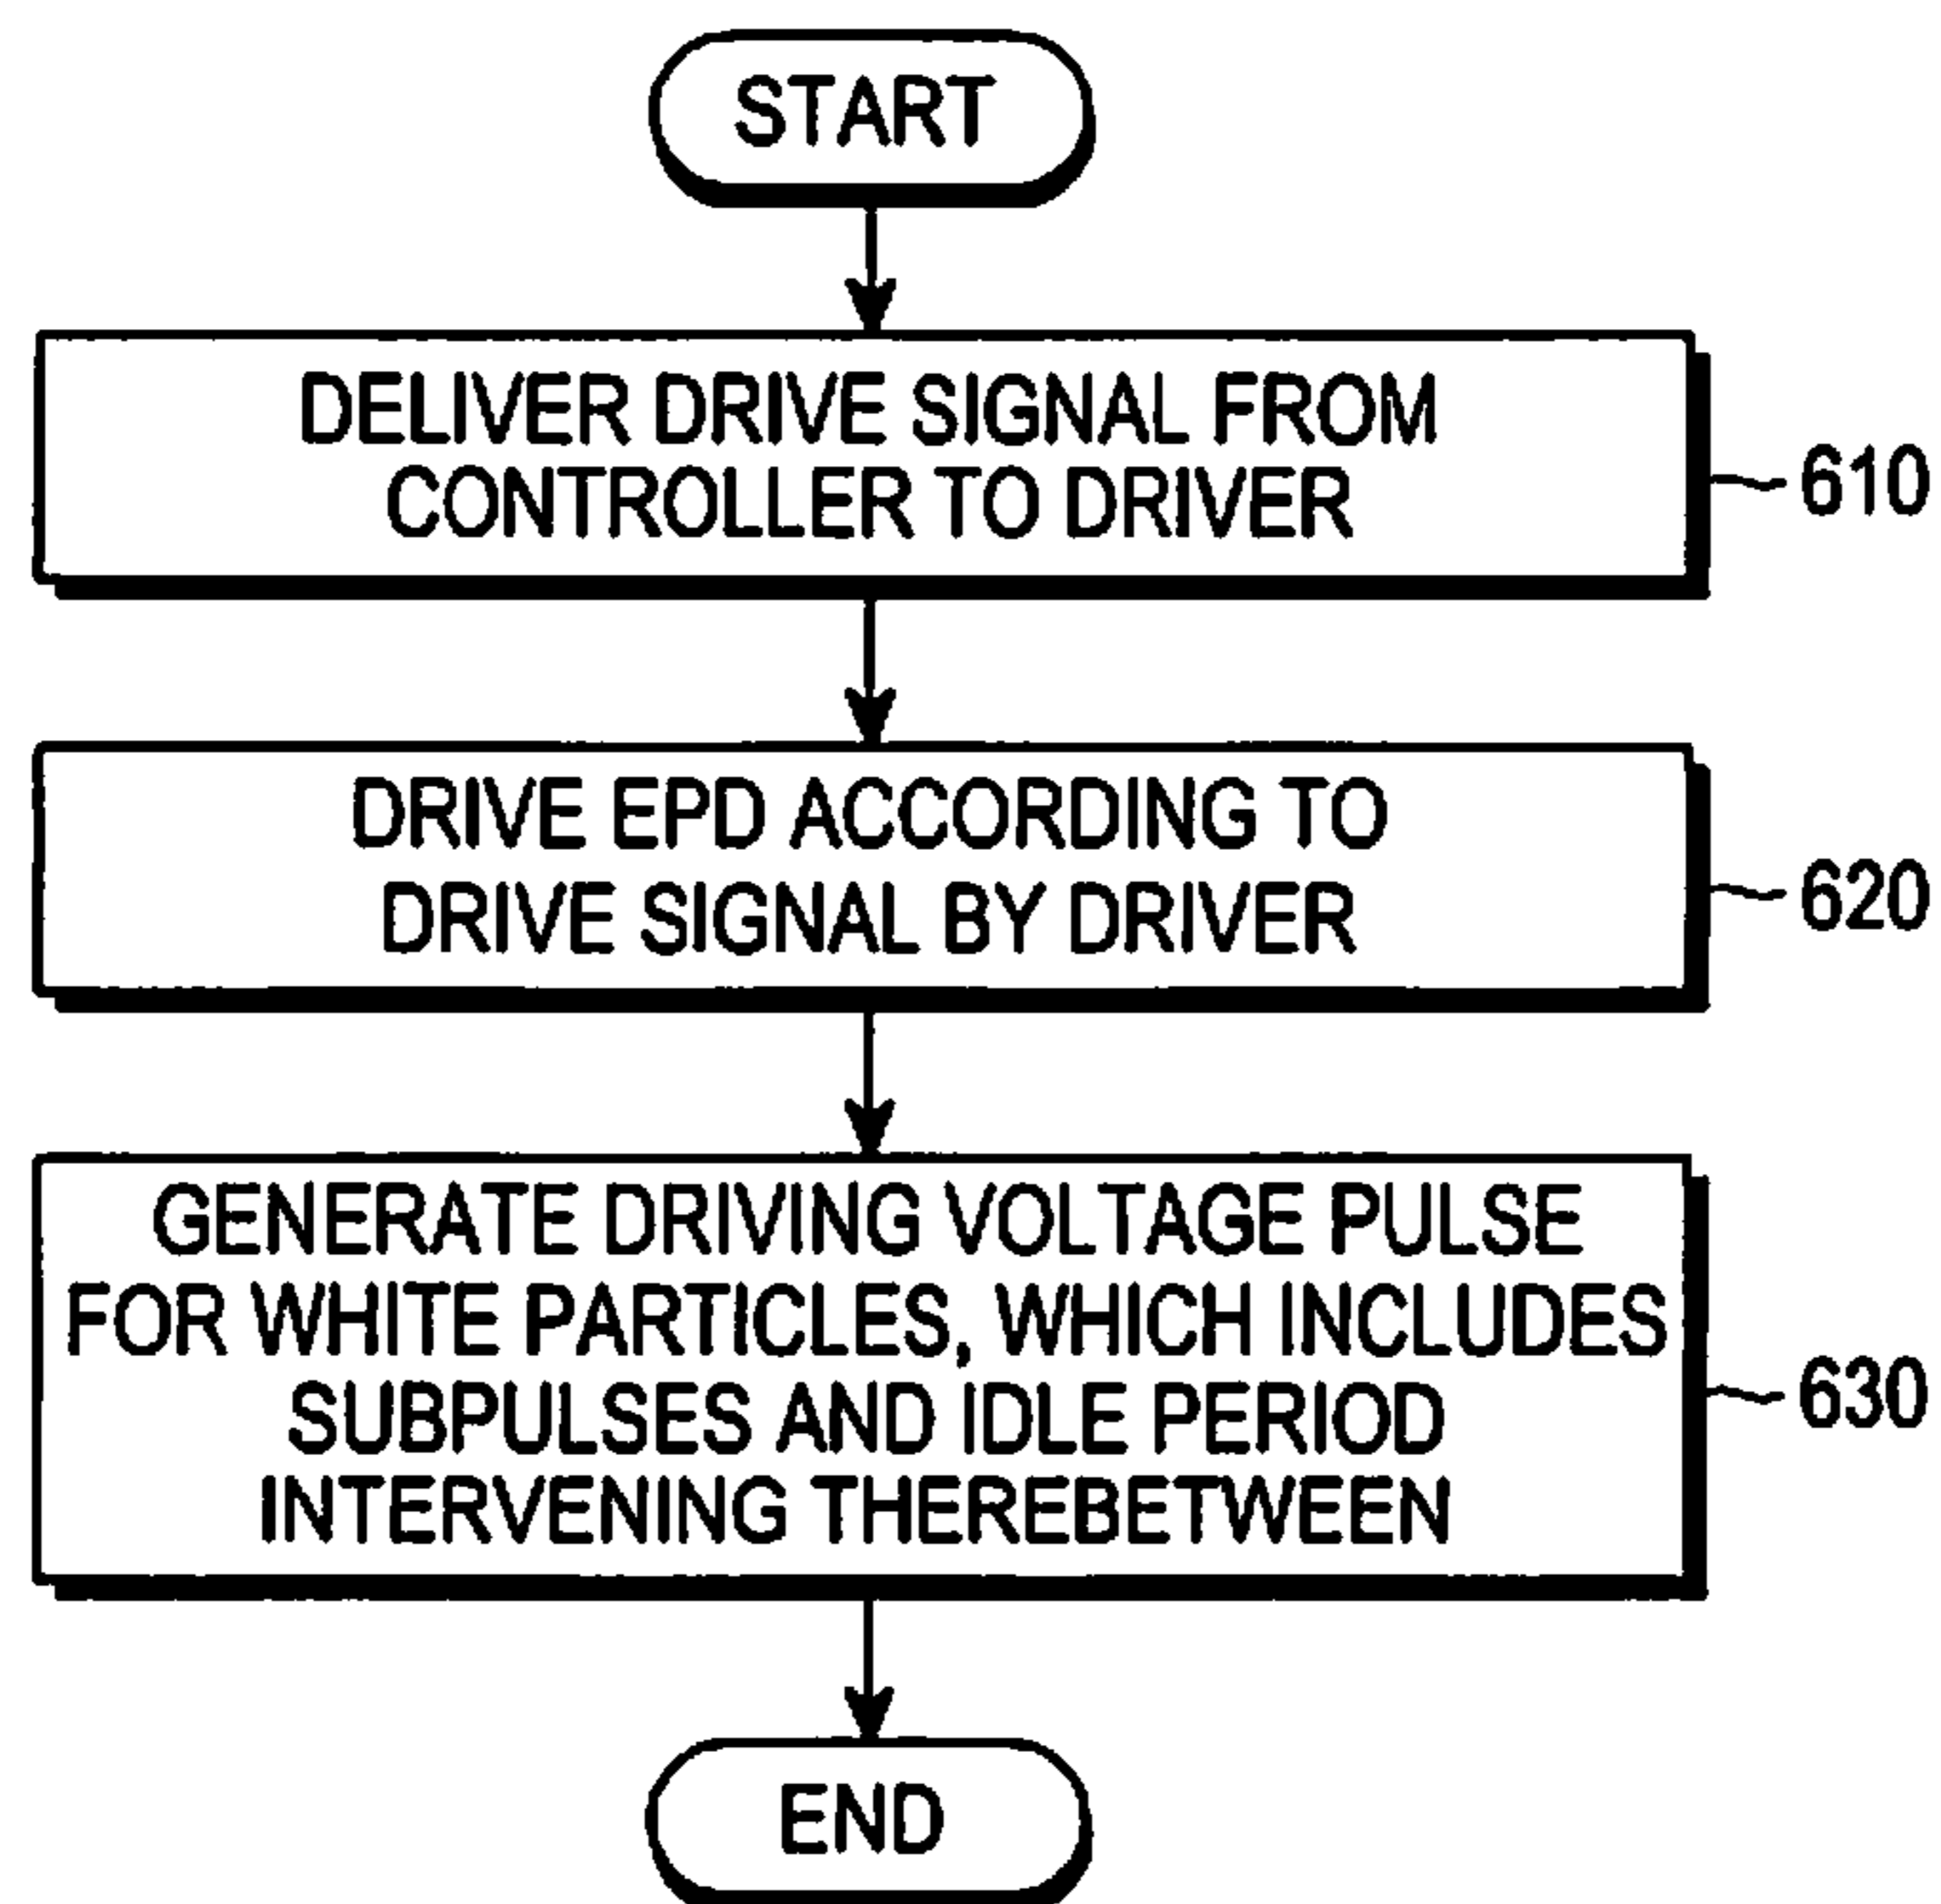 START
DELIVER DRIVE SIGNAL FROM
CONTROLLER TO DRIVER
610
DRIVE EPD ACCORDING TO
DRIVE SIGNAL BY DRIVER
620
GENERATE DRIVING VOLTAGE PULSE
FOR WHITE PARTICLES, WHICH INCLUDES
SUBPULSES AND IDLE PERIOD
INTERVENING THEREBETWEEN
630
END